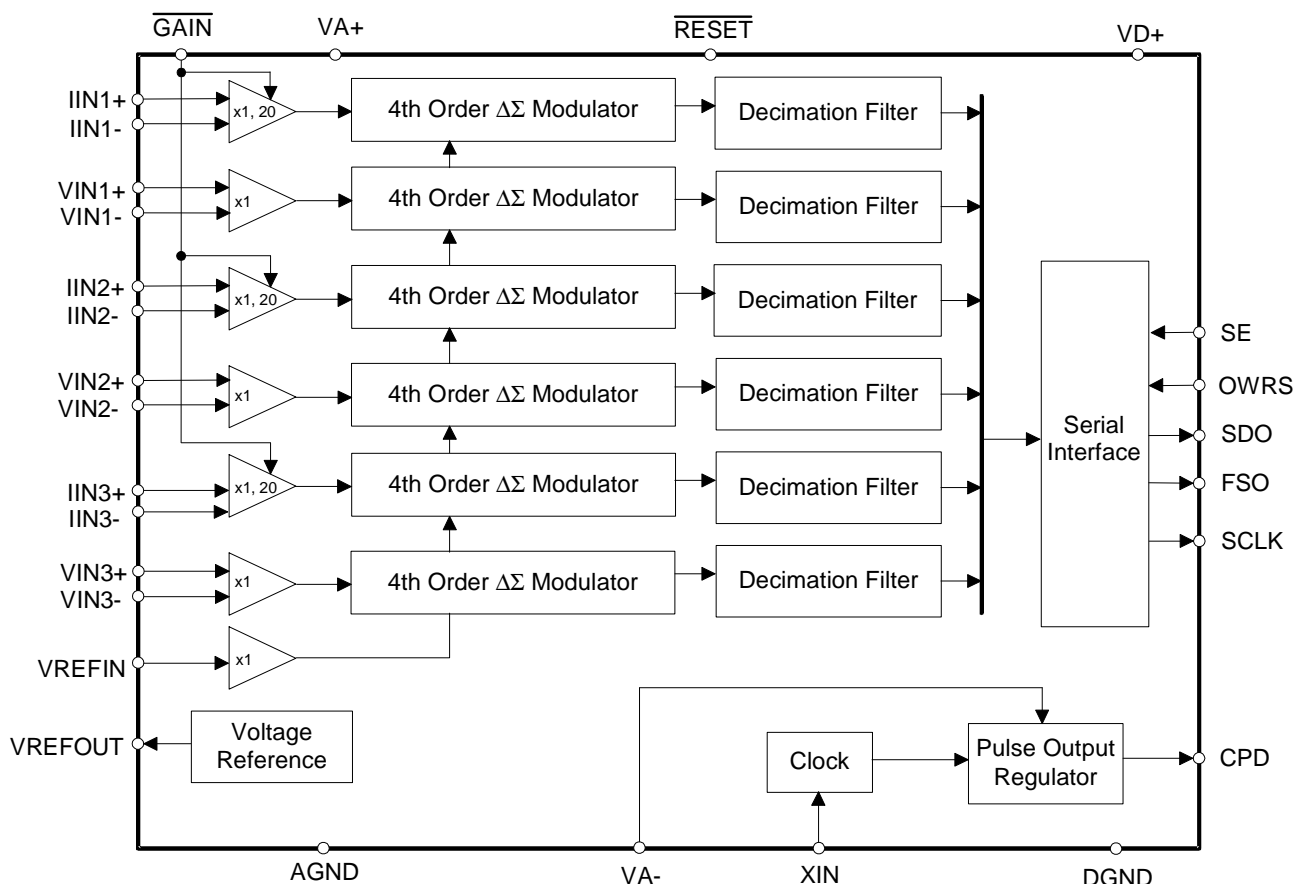 GAIN VA+ RESET VD+
IIN1+
IIN1-
x1, 20
4th Order ΔΣ Modulator
Decimation Filter
VIN1+
VIN1-
x1
4th Order ΔΣ Modulator
Decimation Filter
IIN2+
IIN2-
x1, 20
4th Order ΔΣ Modulator
Decimation Filter
VIN2+
VIN2-
x1
4th Order ΔΣ Modulator
Decimation Filter
IIN3+
IIN3-
x1, 20
4th Order ΔΣ Modulator
Decimation Filter
VIN3+
VIN3-
x1
4th Order ΔΣ Modulator
Decimation Filter
VREFIN
x1
Serial
Interface
SE
OWRS
SDO
FSO
SCLK
VREFOUT
Voltage
Reference
Clock
Pulse Output
Regulator
CPD
AGND VA- XIN DGND